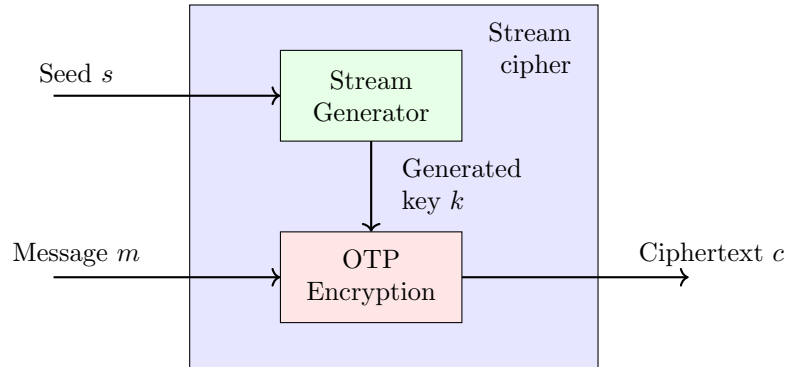 Stream
cipher
Seed s
Stream
Generator
Generated
key k
Message m
OTP
Encryption
Ciphertext c